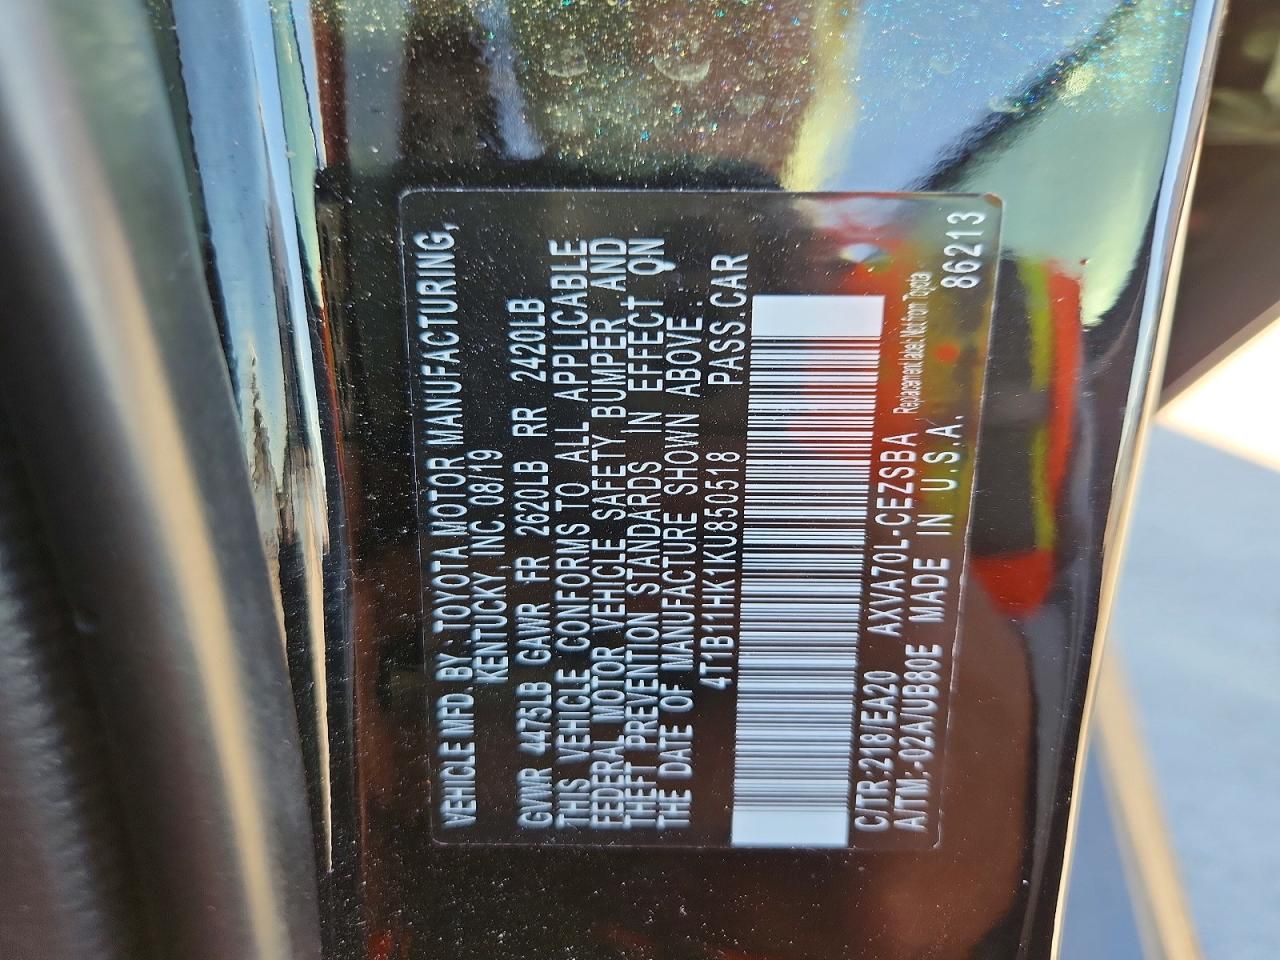 VEHICLE MFD. BY: TOYOTA MOTOR MANUFACTURING,
KENTUCKY, INC. 08/19
GVWR 4475LB GAWR FR 2620LB RR 2420LB
THIS VEHICLE CONFORMS TO ALL APPLICABLE
FEDERAL MOTOR VEHICLE SAFETY BUMPER AND
THEFT PREVENTION STANDARDS IN EFFECT ON
THE DATE OF MANUFACTURE SHOWN ABOVE.
4T1B11HK1KU850518 PASS.CAR
C/TR:218/EA20 AXVA70L-CEZSBA Replacement label: Not from Toyota
A/TM:-02A/UB80E MADE IN U.S.A. 86213